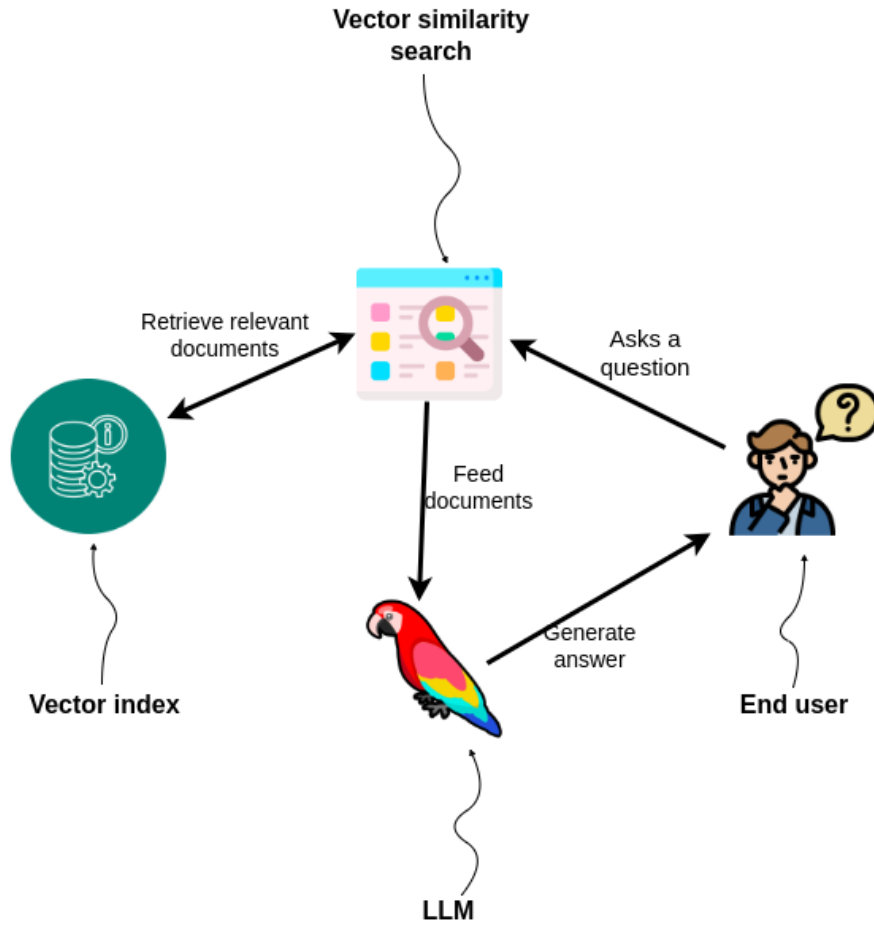 Vector similarity
search
Retrieve relevant
documents
Asks a
question
?
i
Feed
documents
Generate
answer
Vector index
End user
LLM